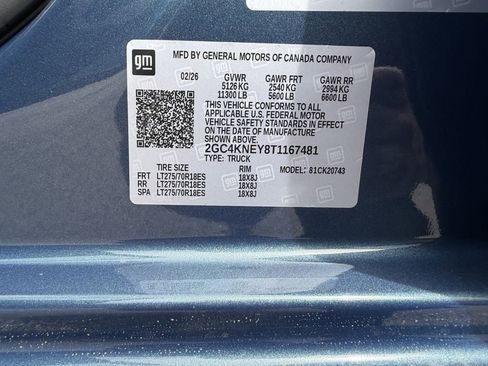 gm
MFD BY GENERAL MOTORS OF CANADA COMPANY
02/26 GVWR GAWR FRT GAWR RR
5126 KG 2540 KG 2994 KG
11300 LB 5600 LB 6600 LB
THIS VEHICLE CONFORMS TO ALL
APPLICABLE U.S. FEDERAL MOTOR
VEHICLE SAFETY STANDARDS IN
EFFECT ON THE DATE OF MANUFACTURE
SHOWN ABOVE.
2GC4KNEY8T1167481
TYPE: TRUCK
TIRE SIZE RIM MODEL: 81CK20743
FRT LT275/70R18ES 18X8J
RR LT275/70R18ES 18X8J
SPA LT275/70R18ES 18X8J